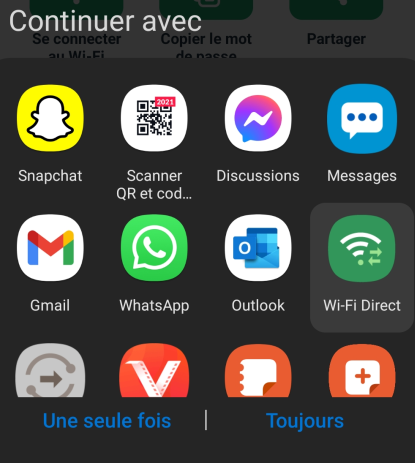 Continuer avec
Se connecter
au Wi-Fi
Copier le mot
de passe
Partager
Snapchat
2021
Scanner
QR et cod...
Discussions
Messages
Gmail
WhatsApp
Outlook
Wi-Fi Direct
Une seule fois
Toujours